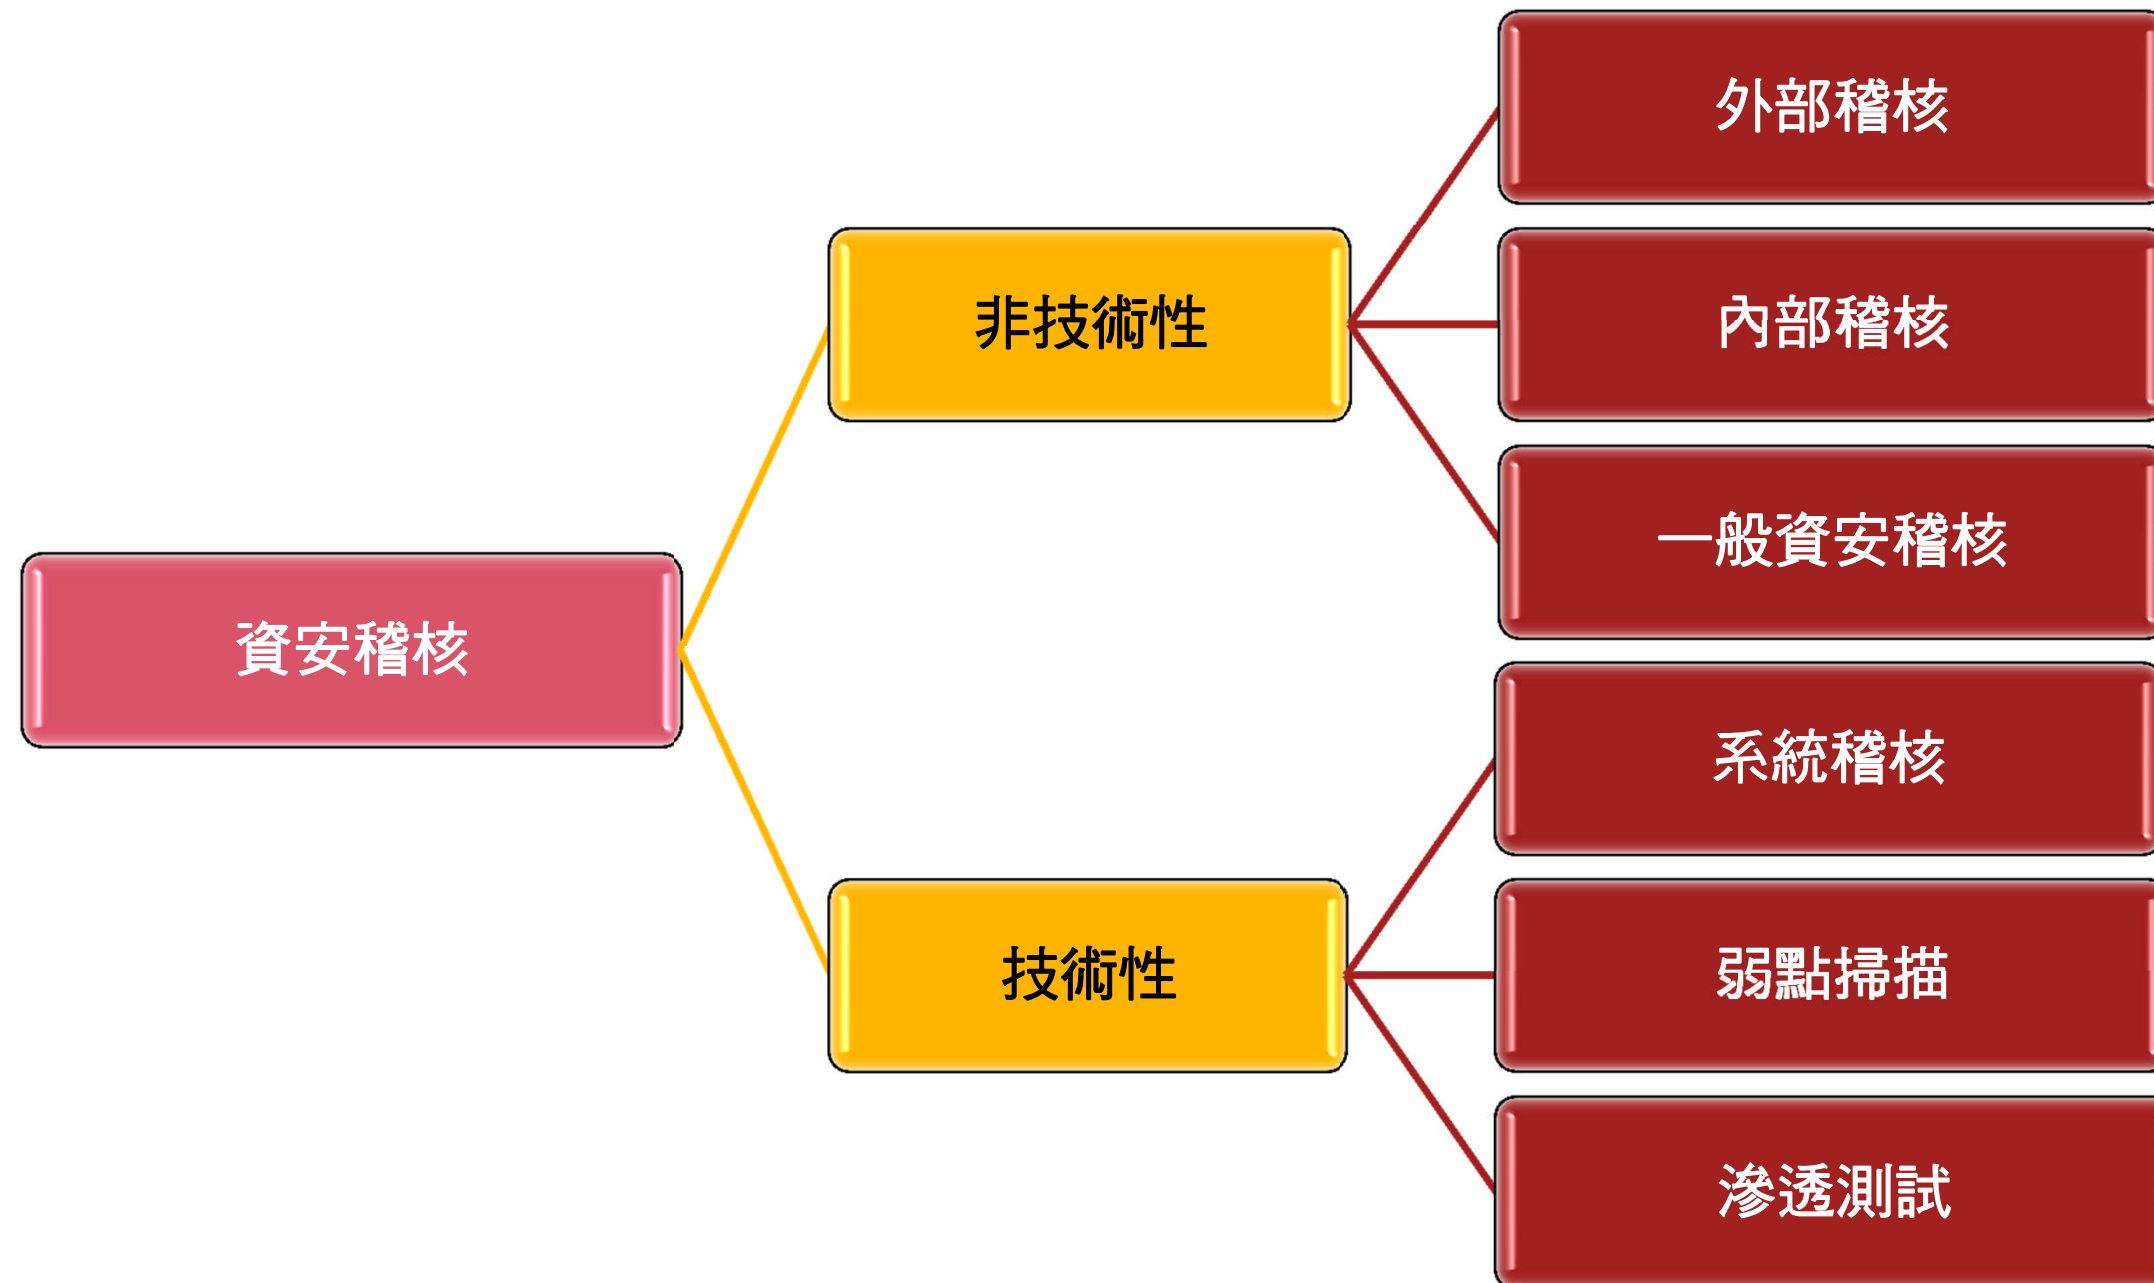 外部稽核
非技術性
內部稽核
一般資安稽核
資安稽核
系統稽核
技術性
弱點掃描
滲透測試